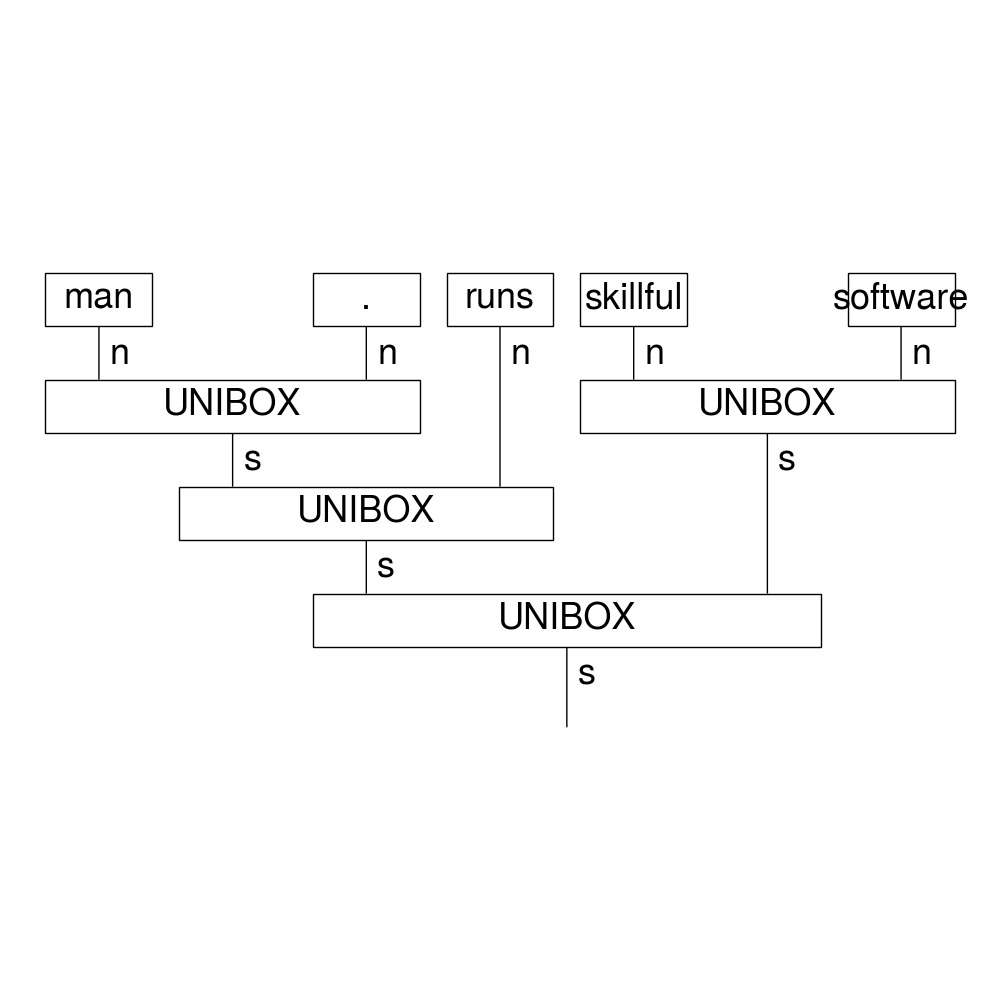 man . runs skillful software
n n n n n
UNIBOX UNIBOX
s s
UNIBOX
s
UNIBOX
s